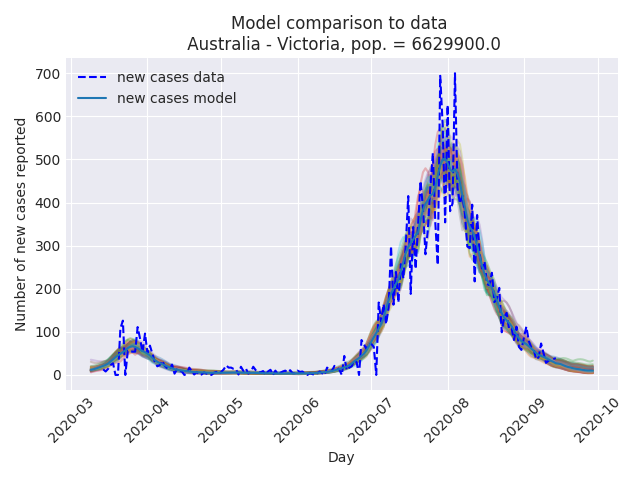 Model comparison to data
Australia - Victoria, pop. = 6629900.0
new cases data
new cases model
Number of new cases reported
700
600
500
400
300
200
100
0
2020-03
2020-04
2020-05
2020-06
2020-07
2020-08
2020-09
2020-10
Day